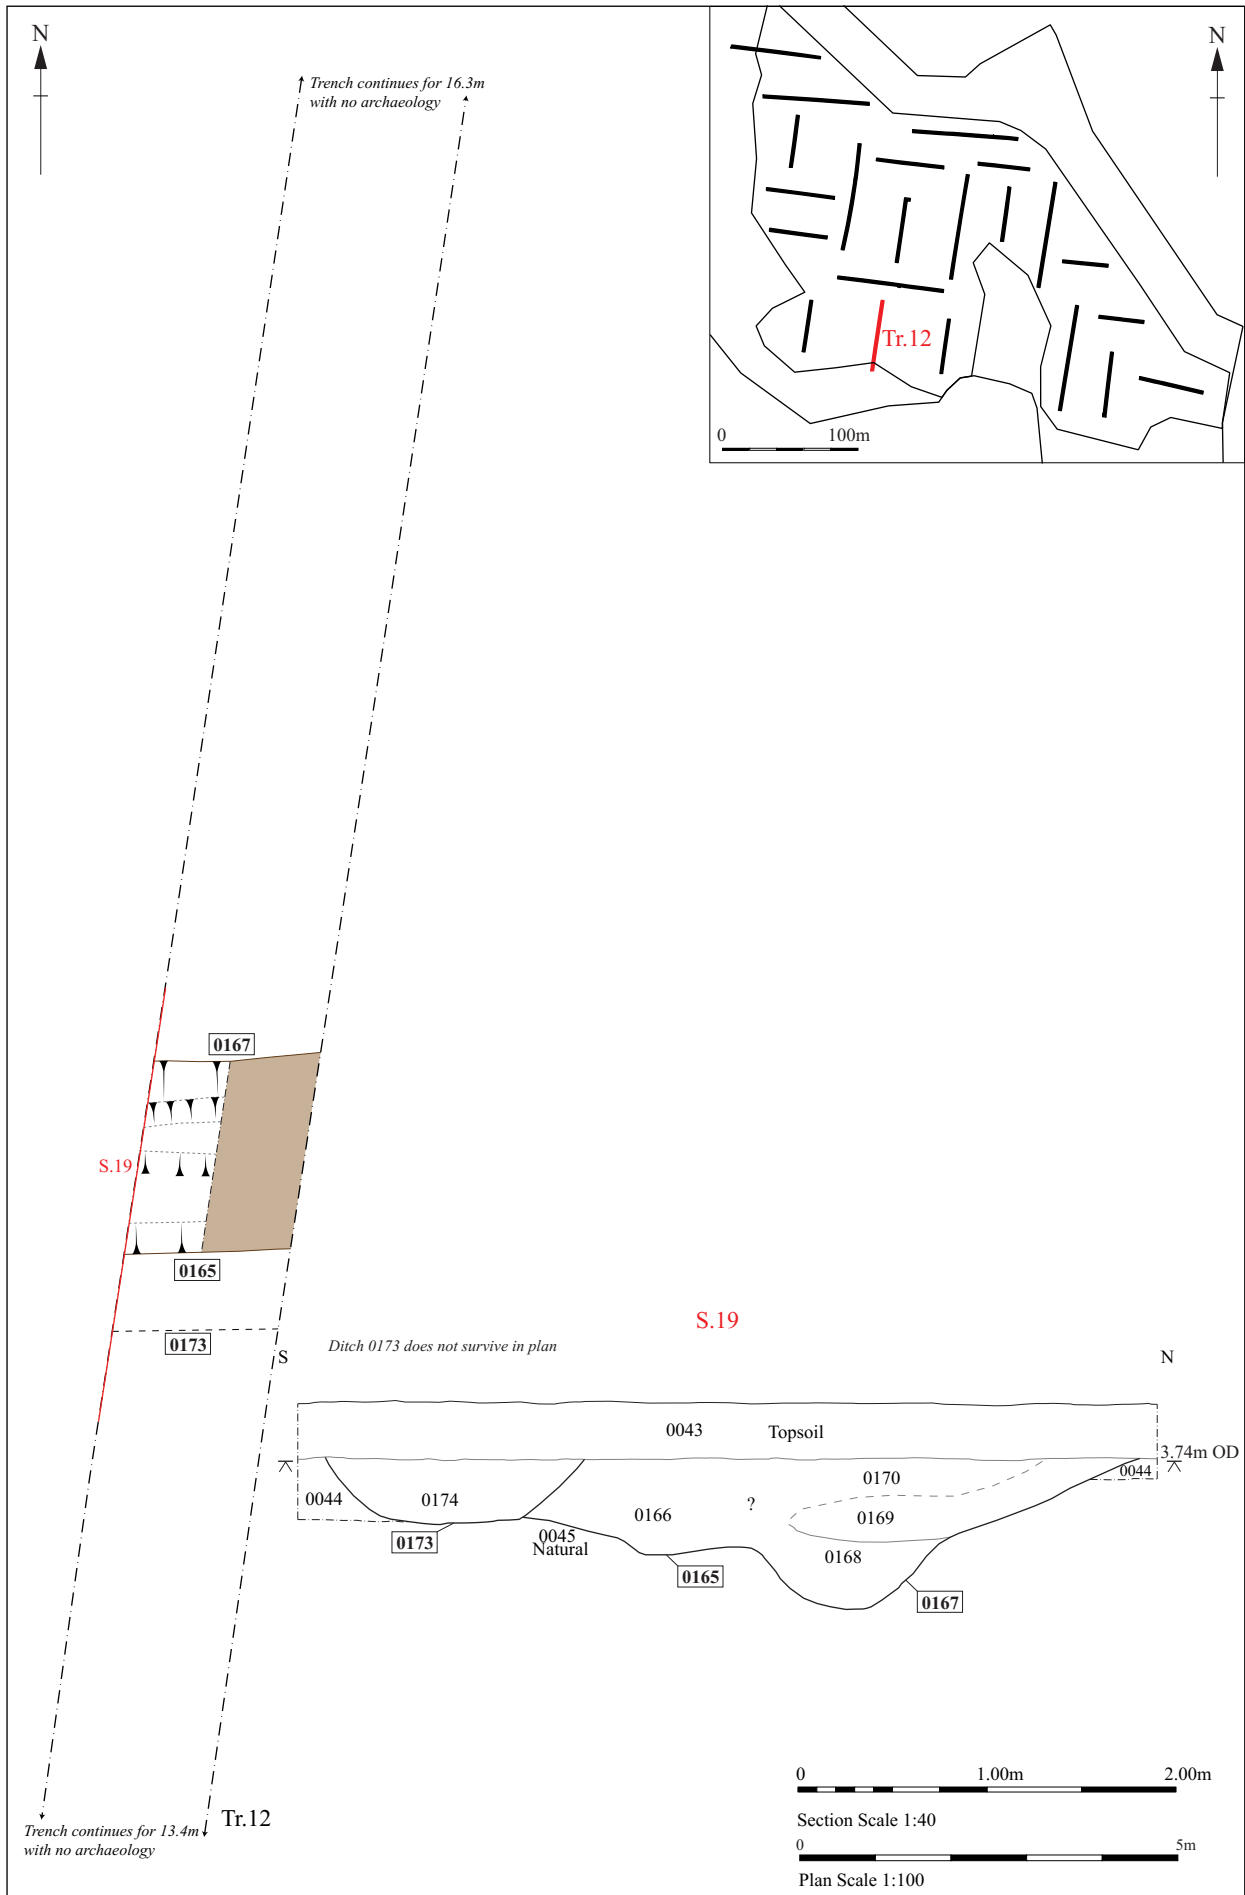 N
Trench continues for 16.3m
with no archaeology
N
Tr.12
0
100m
0167
S.19
0165
0173
S.19
Ditch 0173 does not survive in plan
S
N
0043
Topsoil
3.74m OD
0044
0170
0044
0174
0166
?
0169
0173
0045
Natural
0168
0165
0167
0
1.00m
2.00m
Section Scale 1:40
0
5m
Plan Scale 1:100
Tr.12
Trench continues for 13.4m
with no archaeology